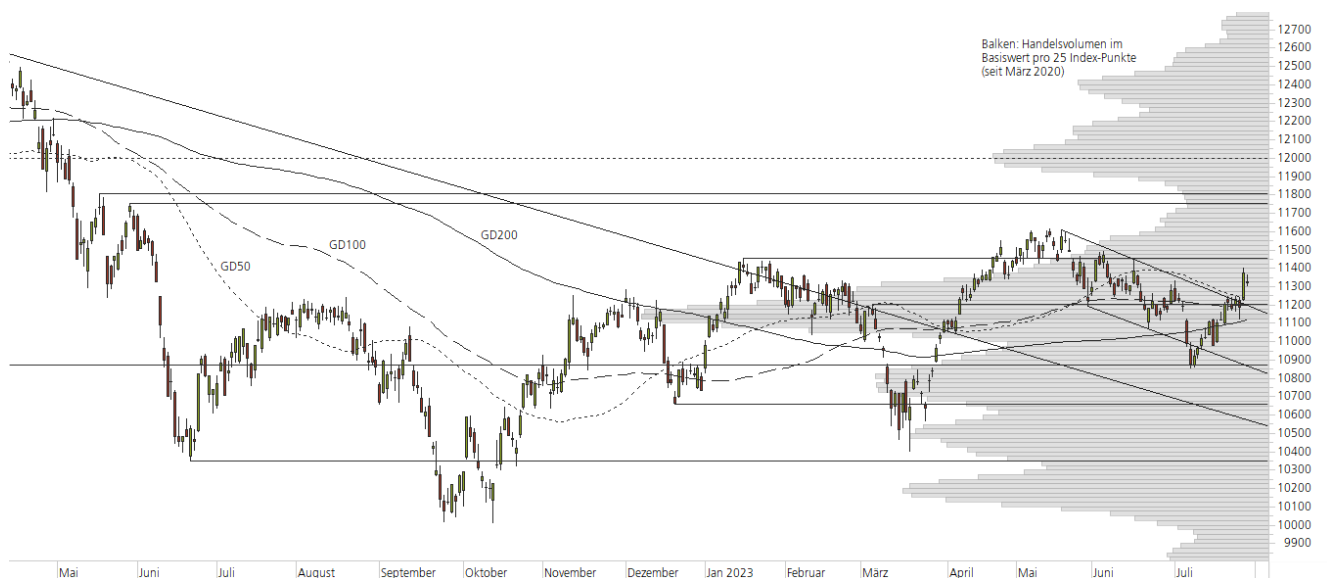 Balken: Handelsvolumen im
Basiswert pro 25 Index-Punkte
(seit März 2020)
GD50
GD100
GD200
12700
12600
12500
12400
12300
12200
12100
12000
11900
11800
11700
11600
11500
11400
11300
11200
11100
11000
10900
10800
10700
10600
10500
10400
10300
10200
10100
10000
9900
Mai
Juni
Juli
August
September
Oktober
November
Dezember
Jan 2023
Februar
März
April
Mai
Juni
Juli